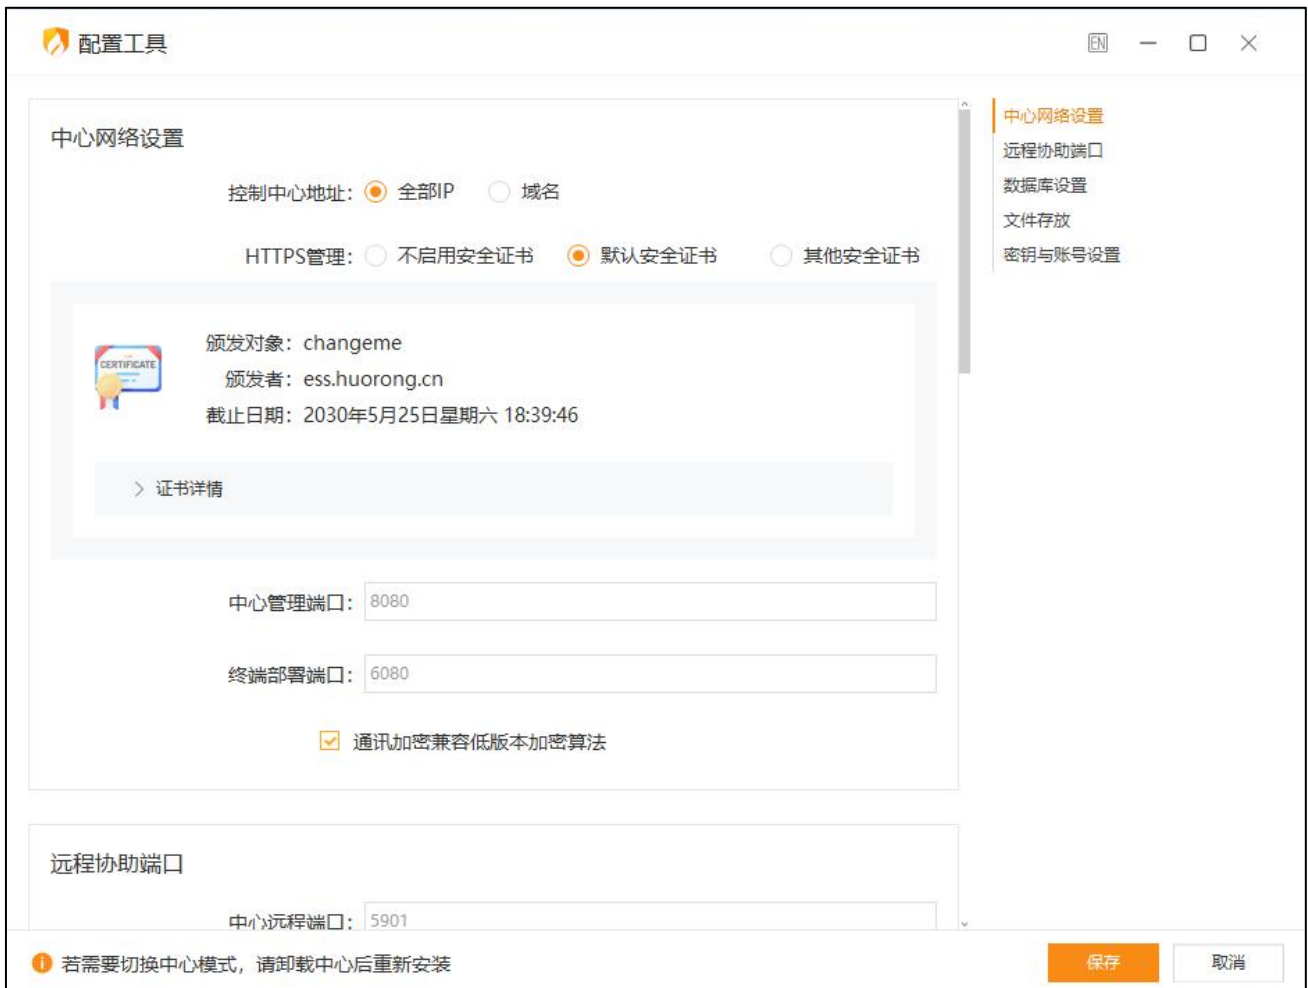 配置工具
EN
中心网络设置
控制中心地址： 全部IP 域名
HTTPS管理： 不启用安全证书 默认安全证书 其他安全证书
CERTIFICATE
颁发对象： changeme
颁发者： ess.huorong.cn
截止日期： 2030年5月25日星期六 18:39:46
证书详情
中心管理端口： 8080
终端部署端口： 6080
通讯加密兼容低版本加密算法
远程协助端口
中心远程端口： 5901
中心网络设置
远程协助端口
数据库设置
文件存放
密钥与账号设置
若需要切换中心模式，请卸载中心后重新安装
保存 取消